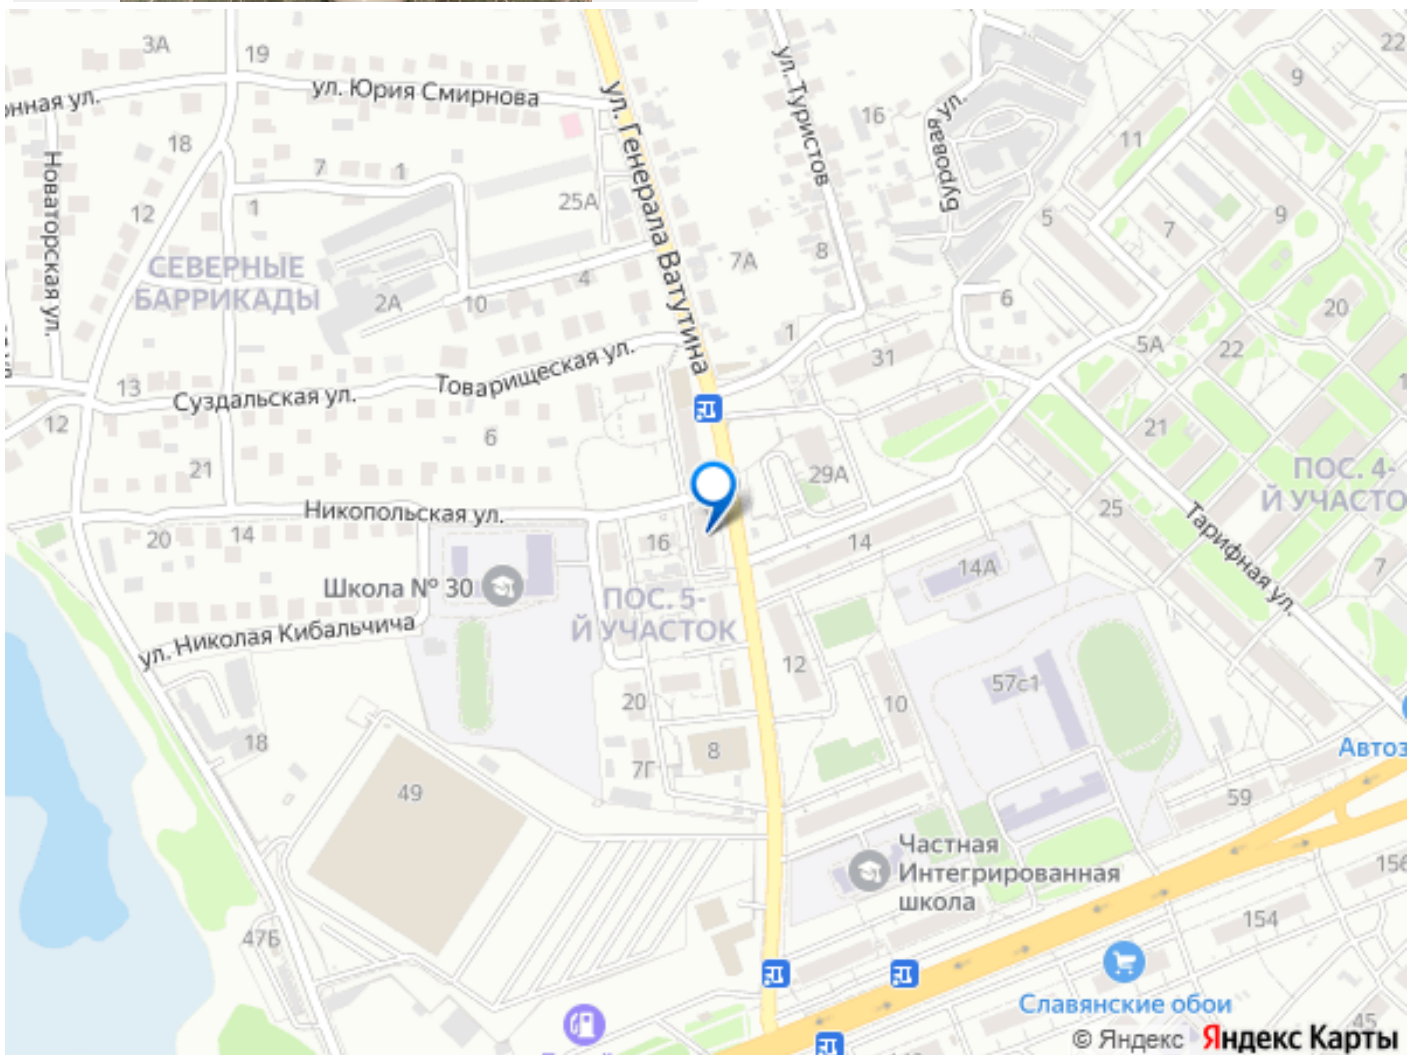 3А
19
22
9
онная ул.
ул. Юрия Смирнова
ул. Генерала Ватутина
ул. Туристов
16
Буровая ул.
11
18
Новаторская ул.
7
1
1
25А
12
5
7
9
СЕВЕРНЫЕ
БАРРИКАДЫ
7А
8
4
2А
10
6
20
1
31
5А
22
13
Суздальская ул.
Товарищеская ул.
12
6
21
21
29А
ПОС. 4-
Й УЧАСТО
Никопольская ул.
25
Тарифная ул.
20
14
16
14
14А
7
Школа № 30
ПОС. 5-
Й УЧАСТОК
ул. Николая Кибальчича
12
57с1
20
10
18
8
7Г
Автоз
49
59
Частная
Интегрированная
школа
156
154
47Б
Славянские обои
45
© Яндекс Яндекс Карты